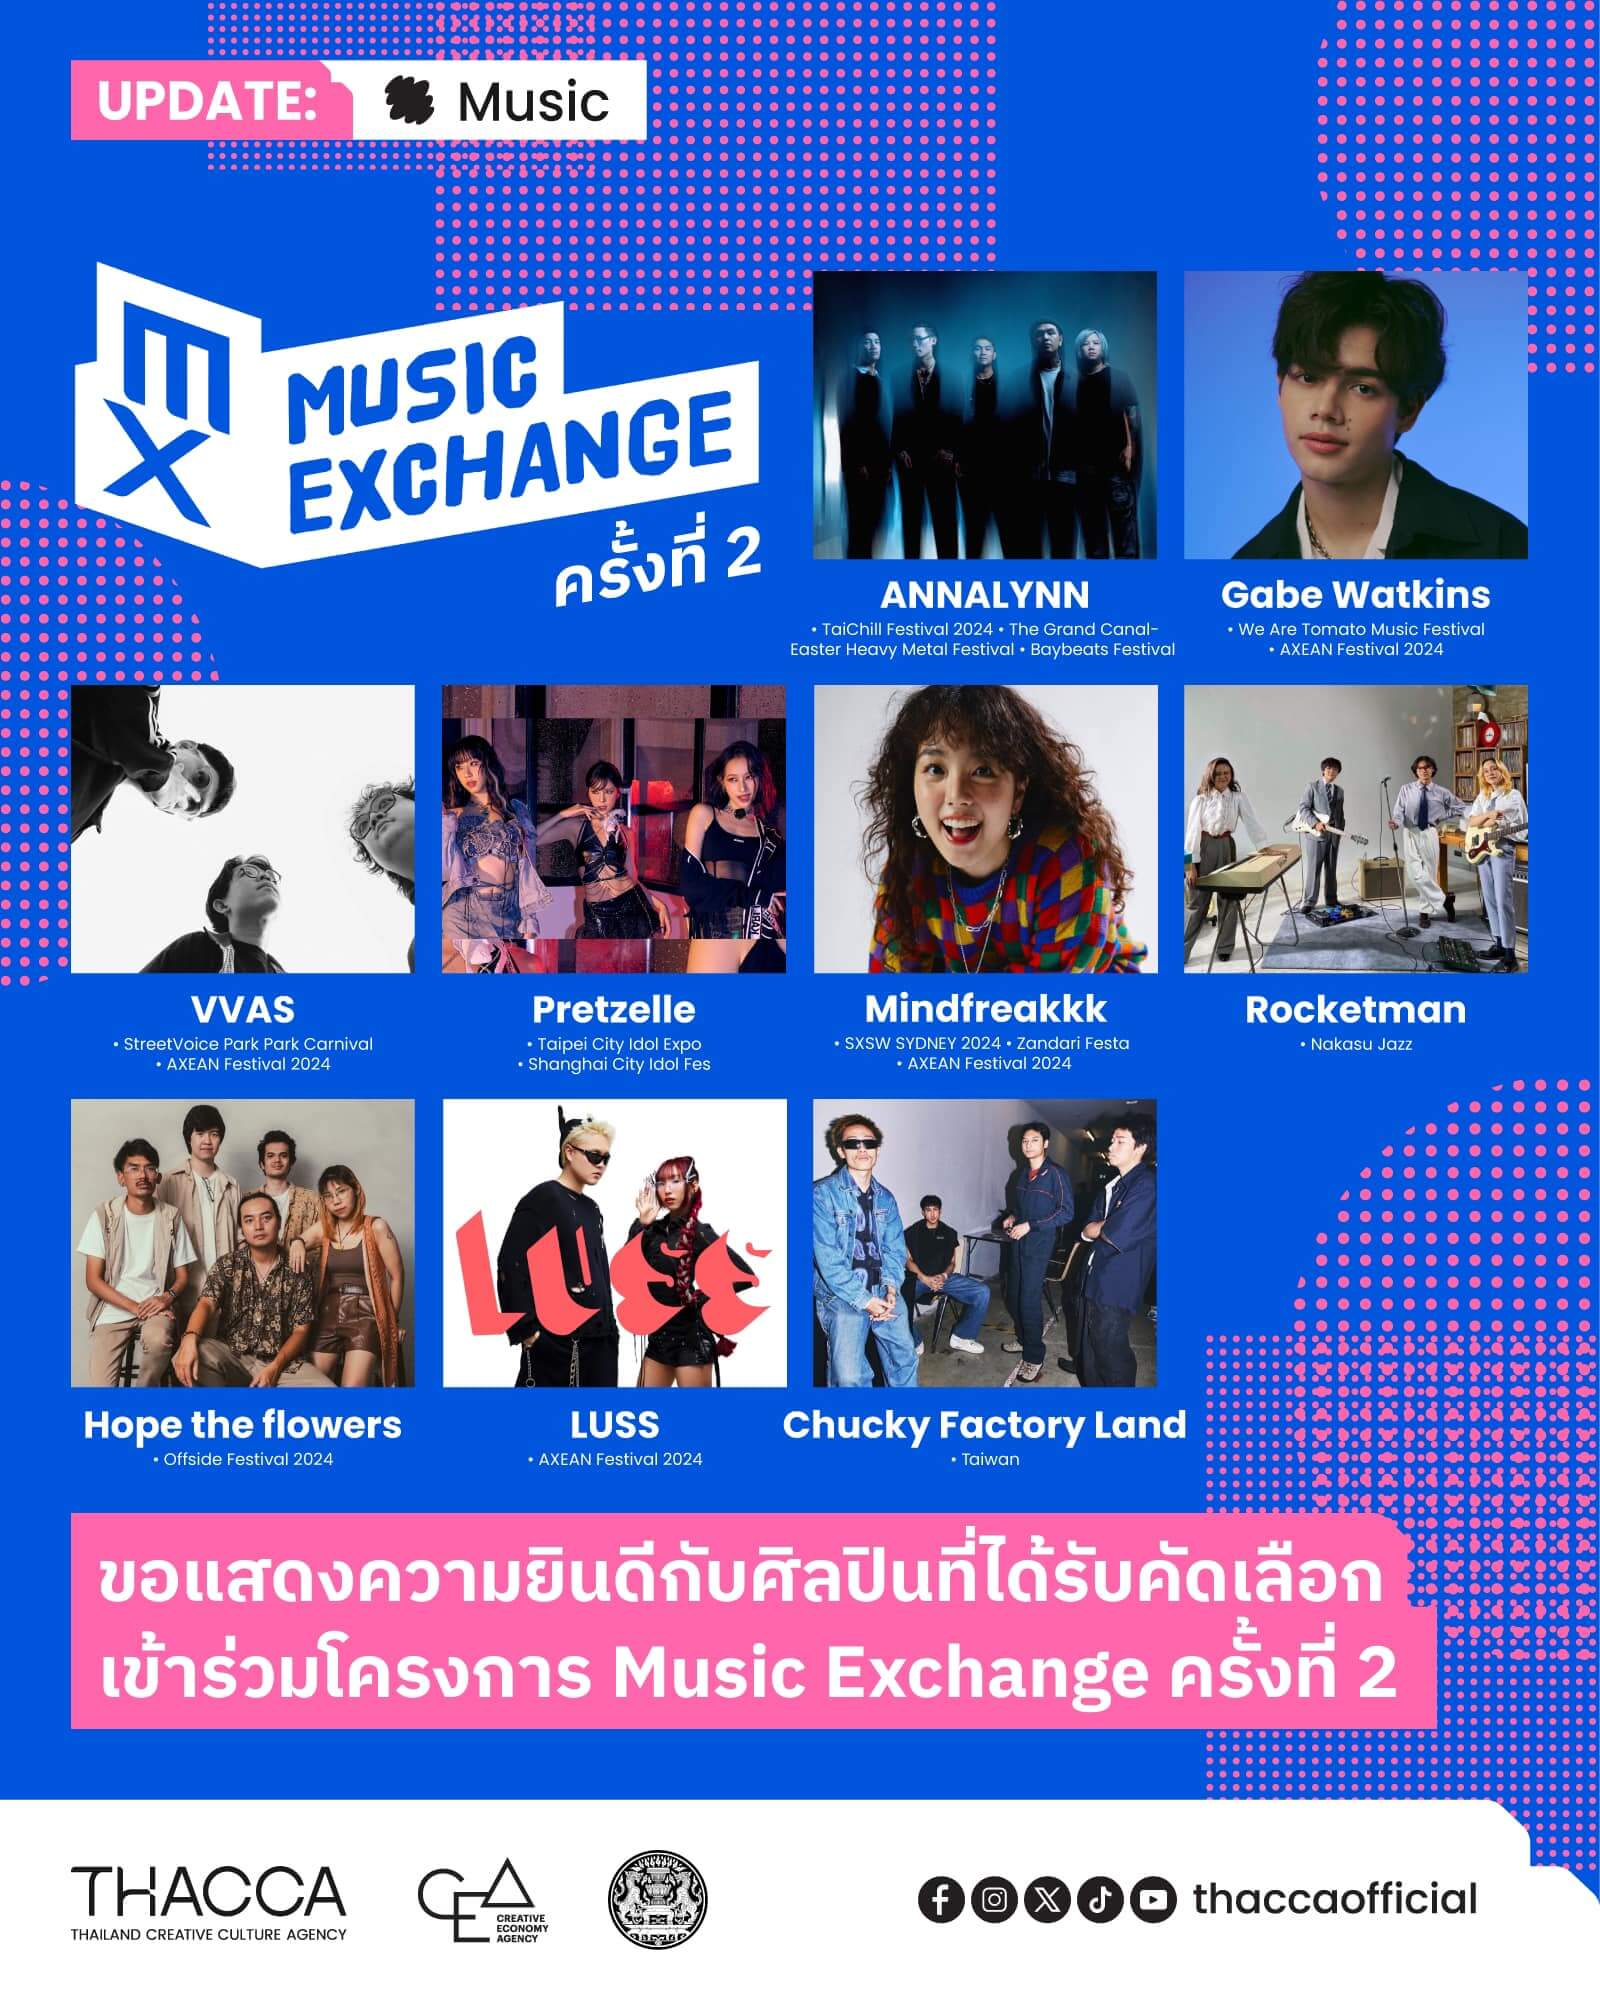 UPDATE: Music
mx
MUSIC
EXCHANGE
ครั้งที่ 2
ANNALYNN
• TaiChill Festival 2024 • The Grand Canal-
Easter Heavy Metal Festival • Baybeats Festival
Gabe Watkins
• We Are Tomato Music Festival
• AXEAN Festival 2024
VVAS
• StreetVoice Park Park Carnival
• AXEAN Festival 2024
Pretzelle
• Taipei City Idol Expo
• Shanghai City Idol Fes
Mindfreakkk
• SXSW SYDNEY 2024 • Zandari Festa
• AXEAN Festival 2024
Rocketman
• Nakasu Jazz
Hope the flowers
• Offside Festival 2024
LUSS
LUSS
• AXEAN Festival 2024
Chucky Factory Land
• Taiwan
ขอแสดงความยินดีกับศิลปินที่ได้รับคัดเลือก
เข้าร่วมโครงการ Music Exchange ครั้งที่ 2
THACCA
THAILAND CREATIVE CULTURE AGENCY
CEA
CREATIVE
ECONOMY
AGENCY
thaccaofficial